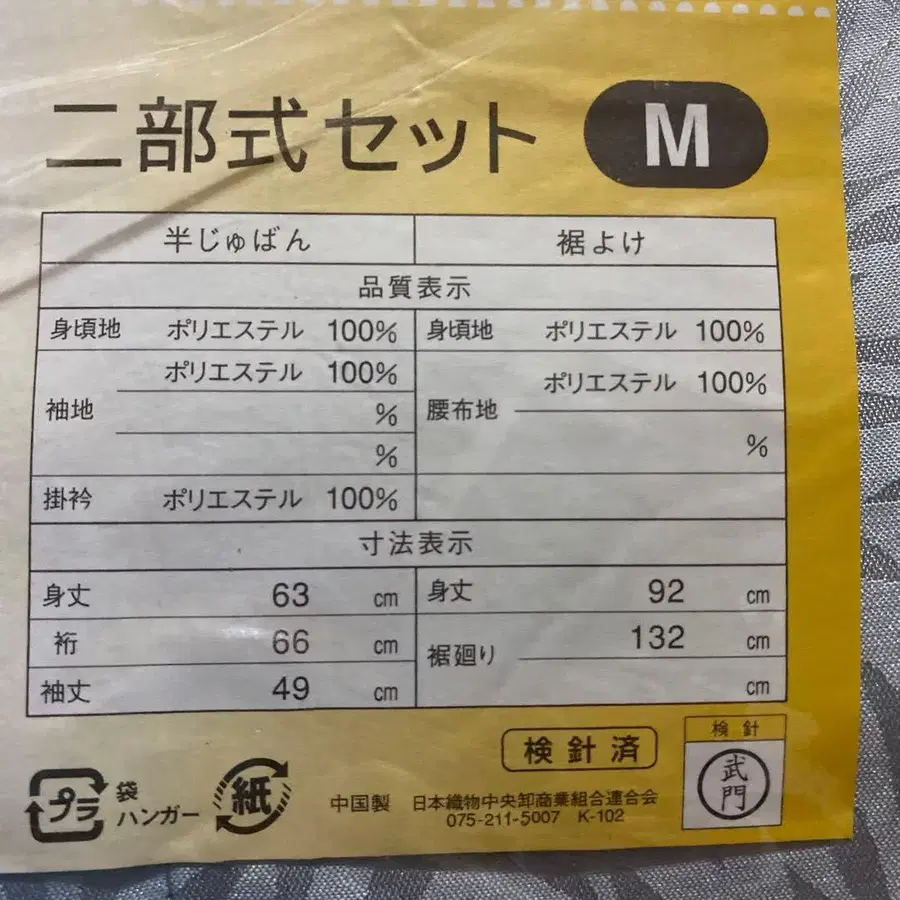 二部式セット M
半じゅばん 裾よけ
品質表示
身頃地 ポリエステル 100% 身頃地 ポリエステル 100%
袖地 ポリエステル 100% 腰布地 ポリエステル 100%
%
% %
掛衿 ポリエステル 100%
寸法表示
身丈 63 cm 身丈 92 cm
裄 66 cm 裾廻り 132 cm
袖丈 49 cm cm
検針済 検針
武門
プラ 袋 ハンガー 紙 中国製 日本織物中央卸商業組合連合会
075-211-5007 K-102